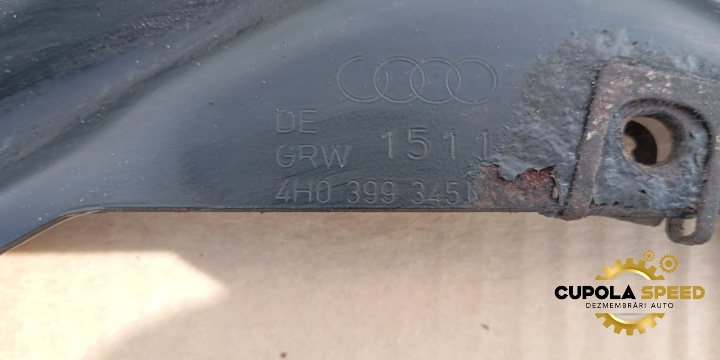 DE
GRW 1511
4H0 399 345
CUPOLA SPEED
DEZMEMBRĂRI AUTO